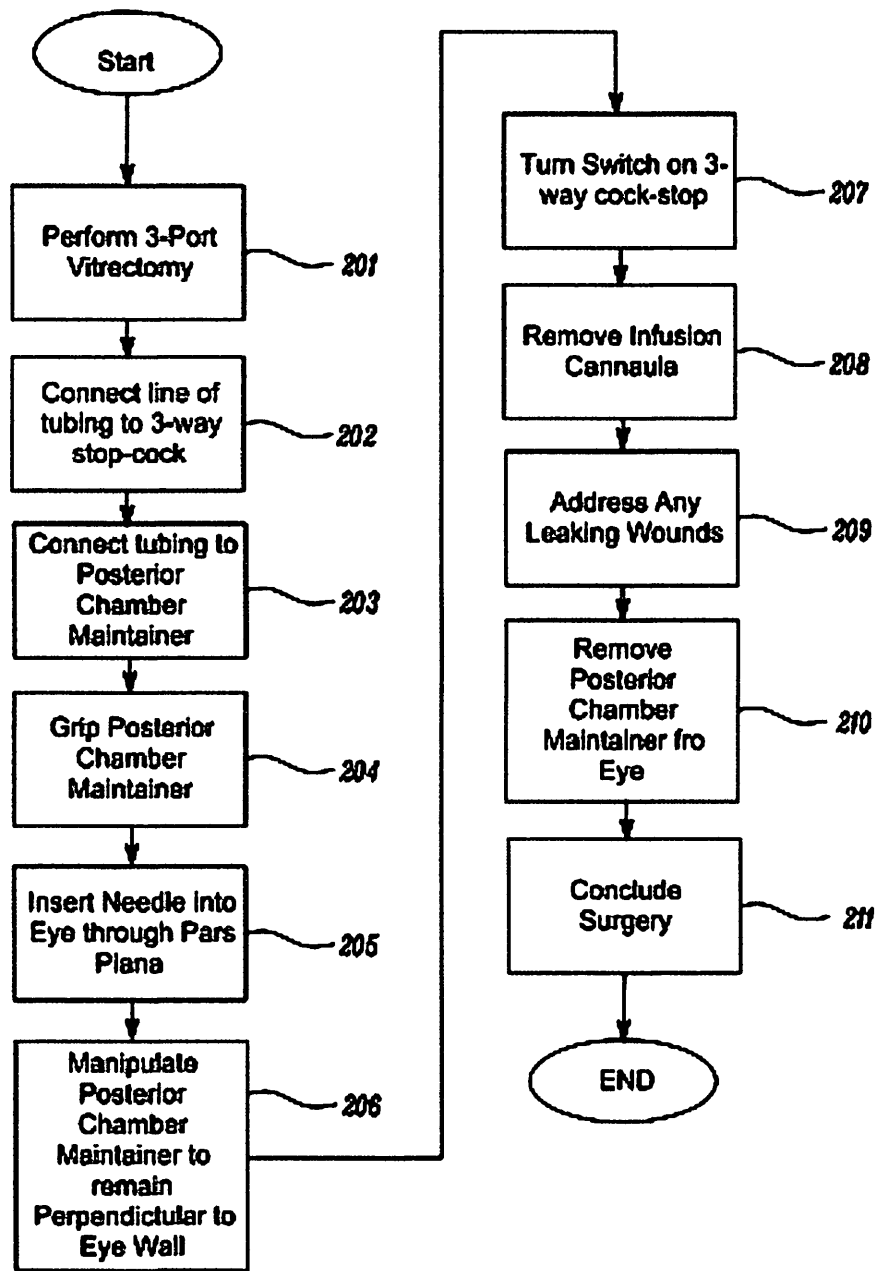 Start
Perform 3-Port
Vitrectomy
201
Connect line of
tubing to 3-way
stop-cock
202
Connect tubing to
Posterior
Chamber
Maintainer
203
Grip Posterior
Chamber
Maintainer
204
Insert Needle into
Eye through Pars
Plana
205
Manipulate
Posterior
Chamber
Maintainer to
remain
Perpendictular to
Eye Wall
206
Turn Switch on 3-
way cock-stop
207
Remove Infusion
Cannaula
208
Address Any
Leaking Wounds
209
Remove
Posterior
Chamber
Maintainer fro
Eye
210
Conclude
Surgery
211
END